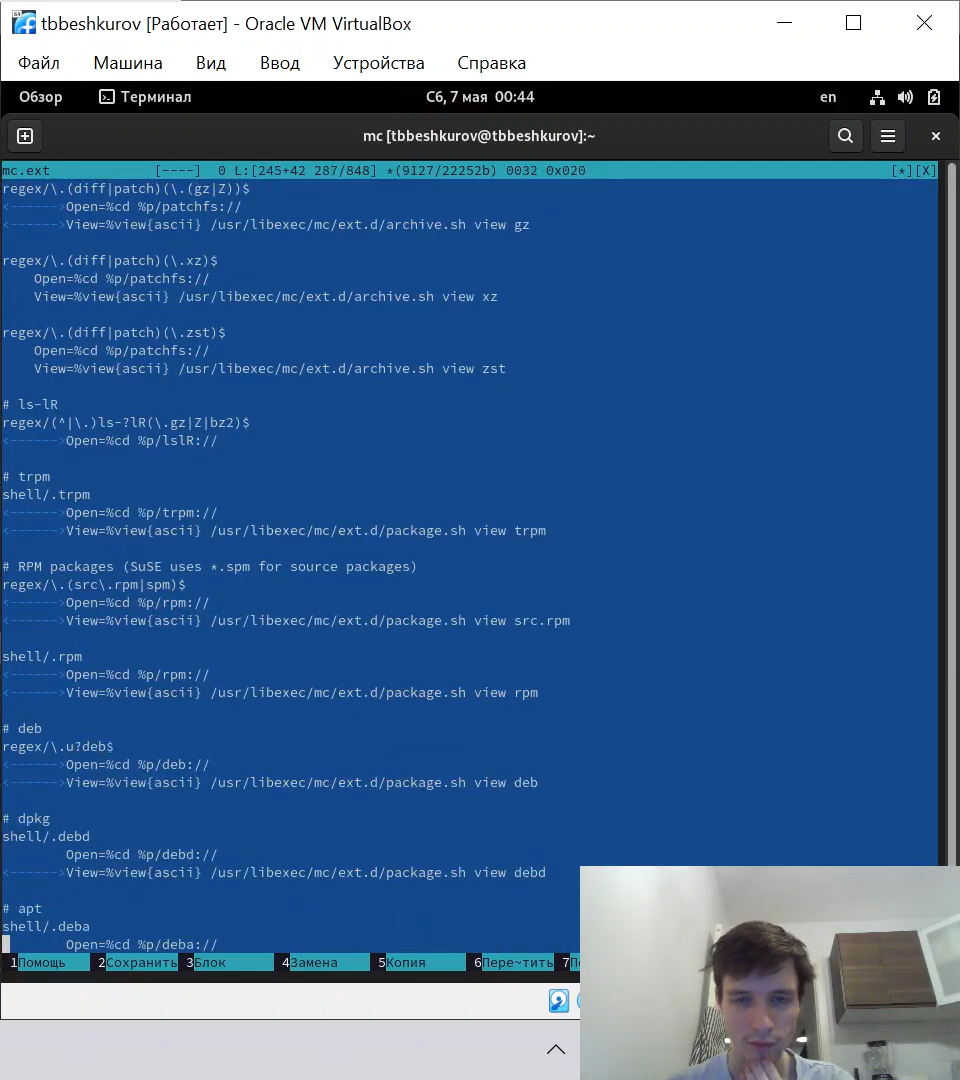 tbbeshkurov [Работает] - Oracle VM VirtualBox
Файл Машина Вид Ввод Устройства Справка
Обзор Терминал Сб, 7 мая 00:44 en
mc [tbbeshkurov@tbbeshkurov]:~
mc.ext [----] 0 L:[245+42 287/848] *(9127/22252b) 0032 0x020 [*][X]
regex/\.(diff|patch)(\.(gz|Z))$
<------>Open=%cd %p/patchfs://
<------>View=%view{ascii} /usr/libexec/mc/ext.d/archive.sh view gz
regex/\.(diff|patch)(\.xz)$
Open=%cd %p/patchfs://
View=%view{ascii} /usr/libexec/mc/ext.d/archive.sh view xz
regex/\.(diff|patch)(\.zst)$
Open=%cd %p/patchfs://
View=%view{ascii} /usr/libexec/mc/ext.d/archive.sh view zst
# ls-lR
regex/(^|\.)ls-?lR(\.gz|Z|bz2)$
<------>Open=%cd %p/lslR://
# trpm
shell/.trpm
<------>Open=%cd %p/trpm://
<------>View=%view{ascii} /usr/libexec/mc/ext.d/package.sh view trpm
# RPM packages (SuSE uses *.spm for source packages)
regex/\.(src\.rpm|spm)$
<------>Open=%cd %p/rpm://
<------>View=%view{ascii} /usr/libexec/mc/ext.d/package.sh view src.rpm
shell/.rpm
<------>Open=%cd %p/rpm://
<------>View=%view{ascii} /usr/libexec/mc/ext.d/package.sh view rpm
# deb
regex/\.u?deb$
<------>Open=%cd %p/deb://
<------>View=%view{ascii} /usr/libexec/mc/ext.d/package.sh view deb
# dpkg
shell/.debd
Open=%cd %p/debd://
<------>View=%view{ascii} /usr/libexec/mc/ext.d/package.sh view debd
# apt
shell/.deba
Open=%cd %p/deba://
1Помощь 2Сохранить 3Блок 4Замена 5Копия 6Пере~тить 7